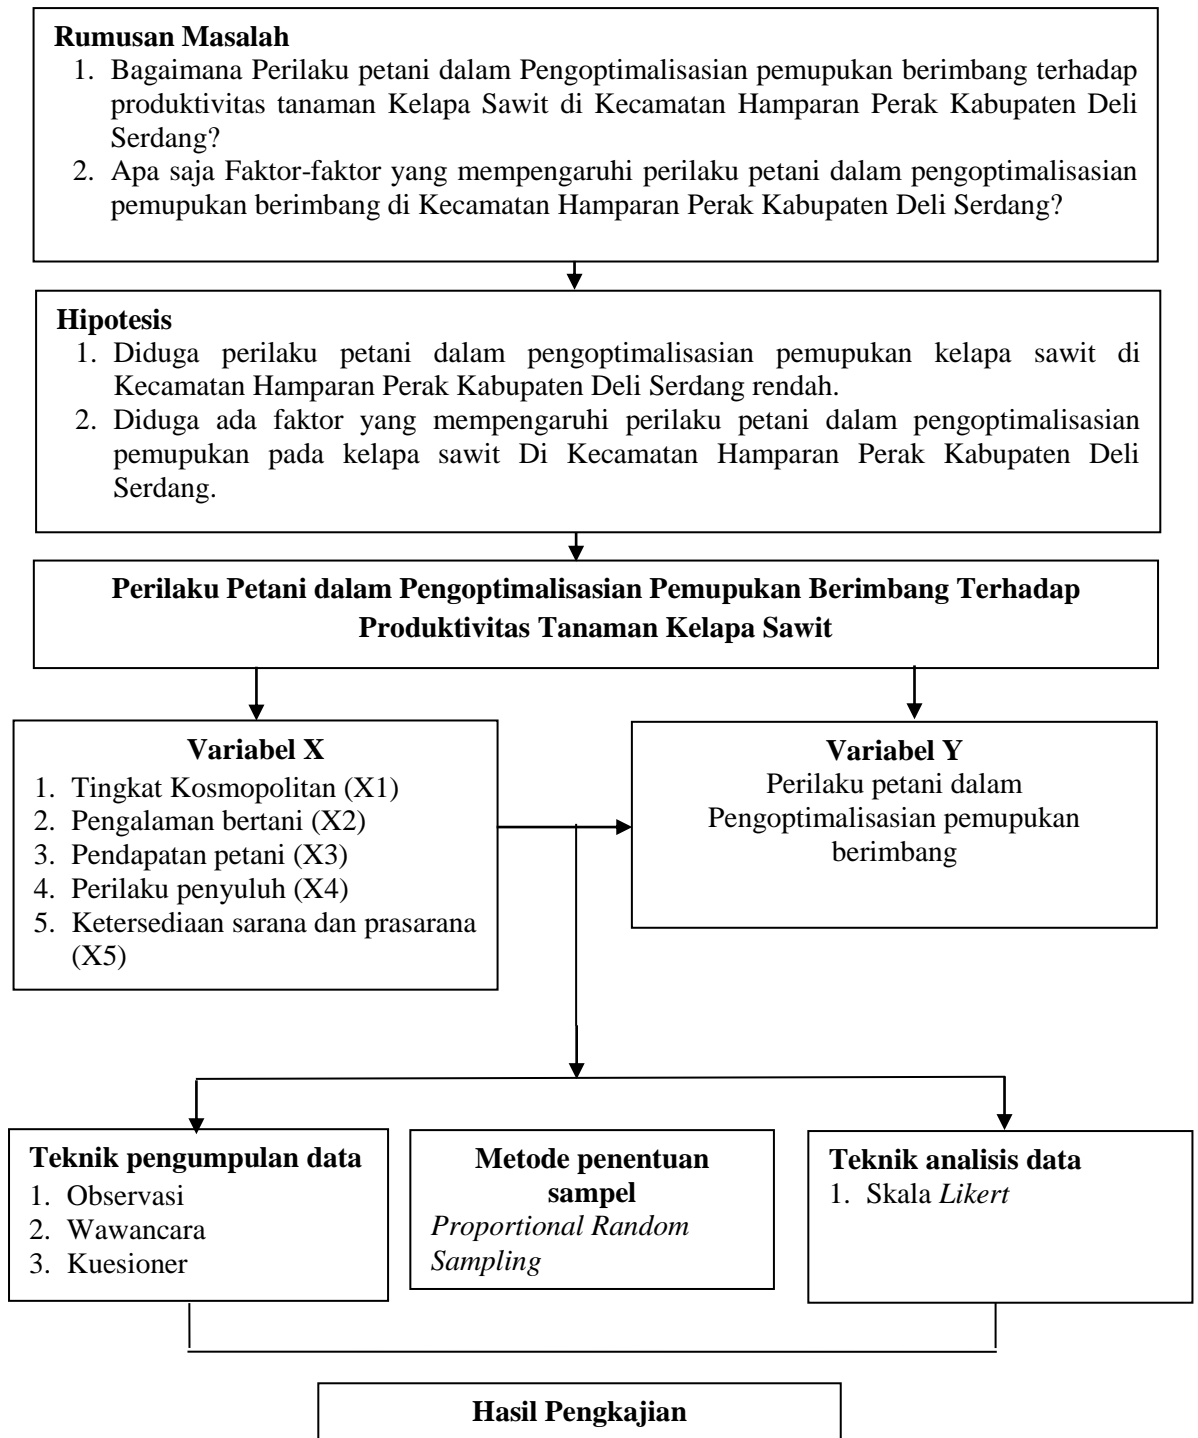 Rumusan Masalah
1. Bagaimana Perilaku petani dalam Pengoptimalisasian pemupukan berimbang terhadap
produktivitas tanaman Kelapa Sawit di Kecamatan Hamparan Perak Kabupaten Deli
Serdang?
2. Apa saja Faktor-faktor yang mempengaruhi perilaku petani dalam pengoptimalisasian
pemupukan berimbang di Kecamatan Hamparan Perak Kabupaten Deli Serdang?
Hipotesis
1. Diduga perilaku petani dalam pengoptimalisasian pemupukan kelapa sawit di
Kecamatan Hamparan Perak Kabupaten Deli Serdang rendah.
2. Diduga ada faktor yang mempengaruhi perilaku petani dalam pengoptimalisasian
pemupukan pada kelapa sawit Di Kecamatan Hamparan Perak Kabupaten Deli
Serdang.
Perilaku Petani dalam Pengoptimalisasian Pemupukan Berimbang Terhadap
Produktivitas Tanaman Kelapa Sawit
Variabel X
1. Tingkat Kosmopolitan (X1)
2. Pengalaman bertani (X2)
3. Pendapatan petani (X3)
4. Perilaku penyuluh (X4)
5. Ketersediaan sarana dan prasarana
(X5)
Variabel Y
Perilaku petani dalam
Pengoptimalisasian pemupukan
berimbang
Teknik pengumpulan data
1. Observasi
2. Wawancara
3. Kuesioner
Metode penentuan
sampel
Proportional Random
Sampling
Teknik analisis data
1. Skala Likert
Hasil Pengkajian